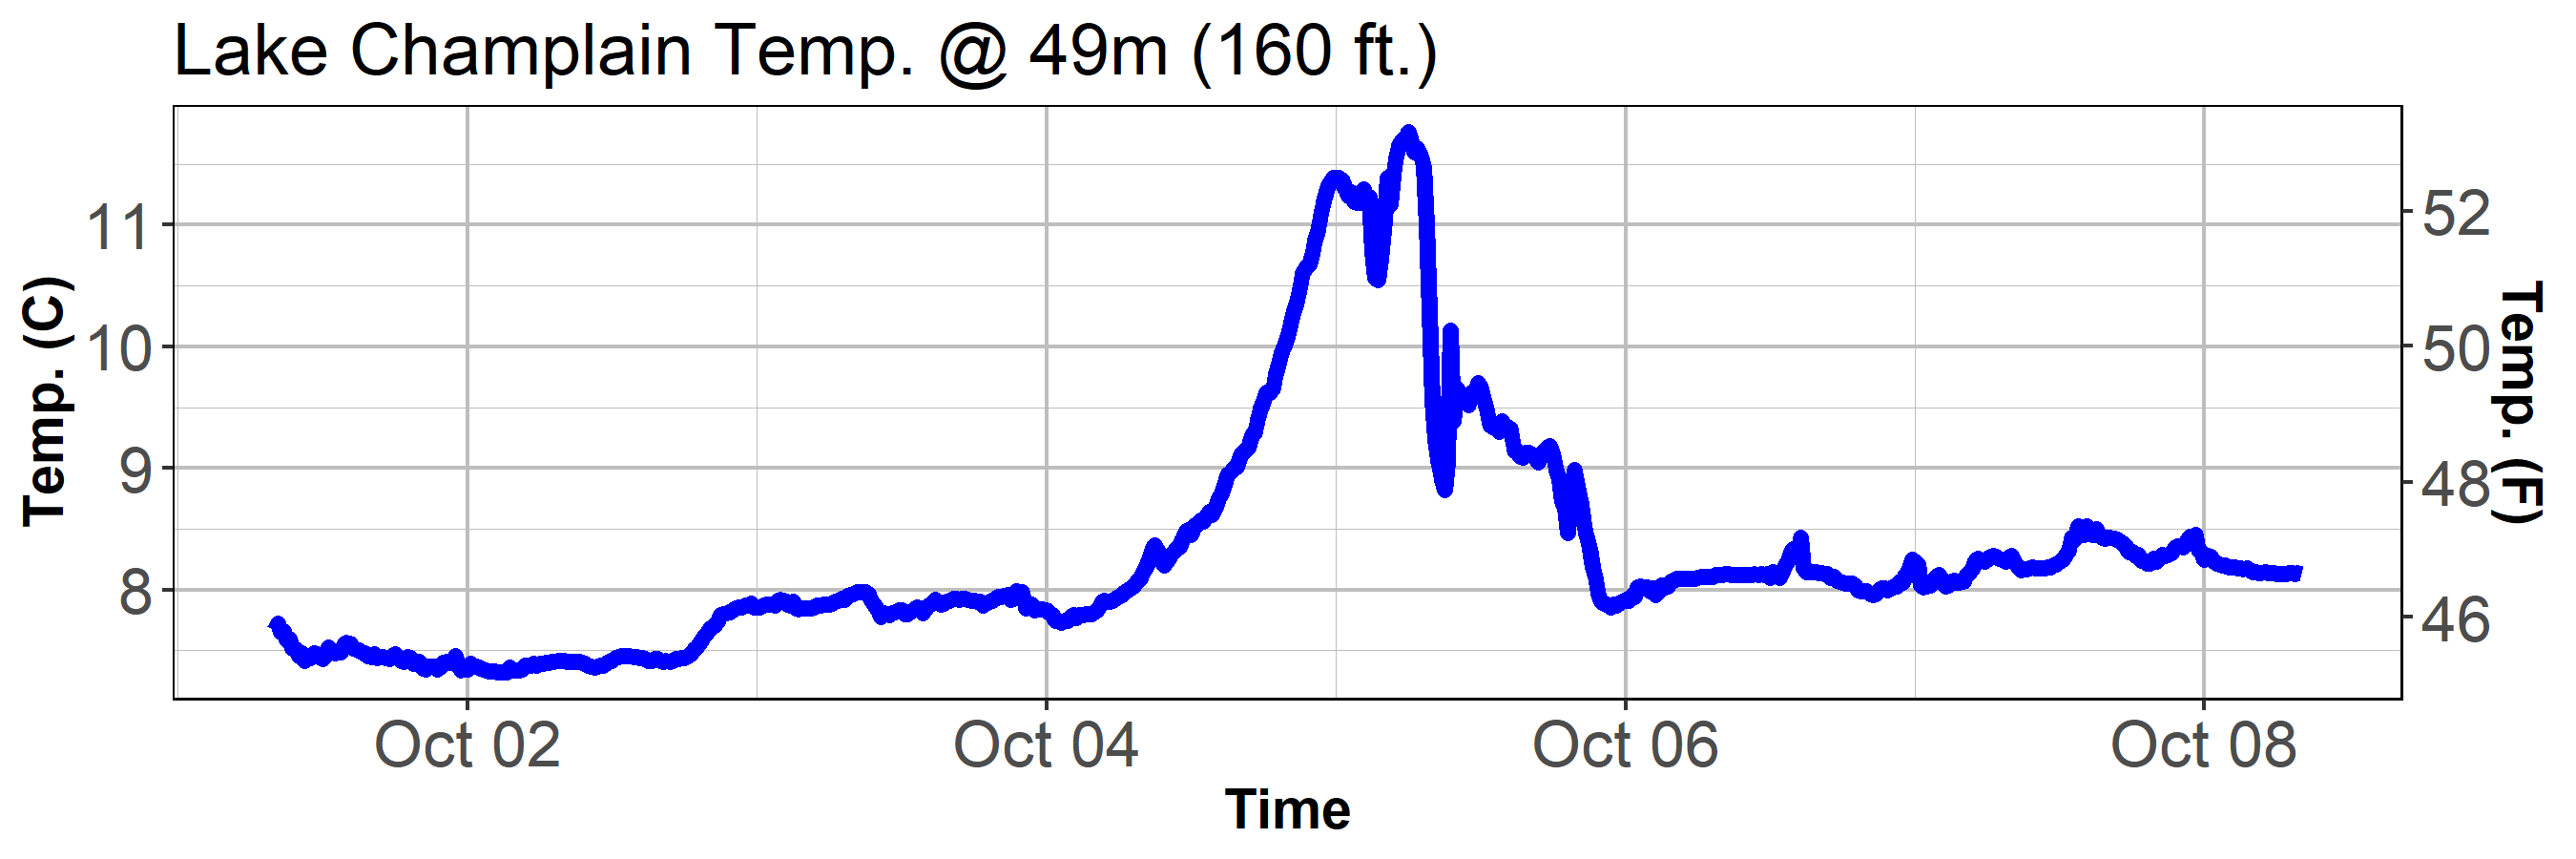 Lake Champlain Temp. @ 49m (160 ft.)
Temp. (C)
11
10
9
8
52
50
48
46
Temp. (F)
Oct 02 Oct 04 Oct 06 Oct 08
Time